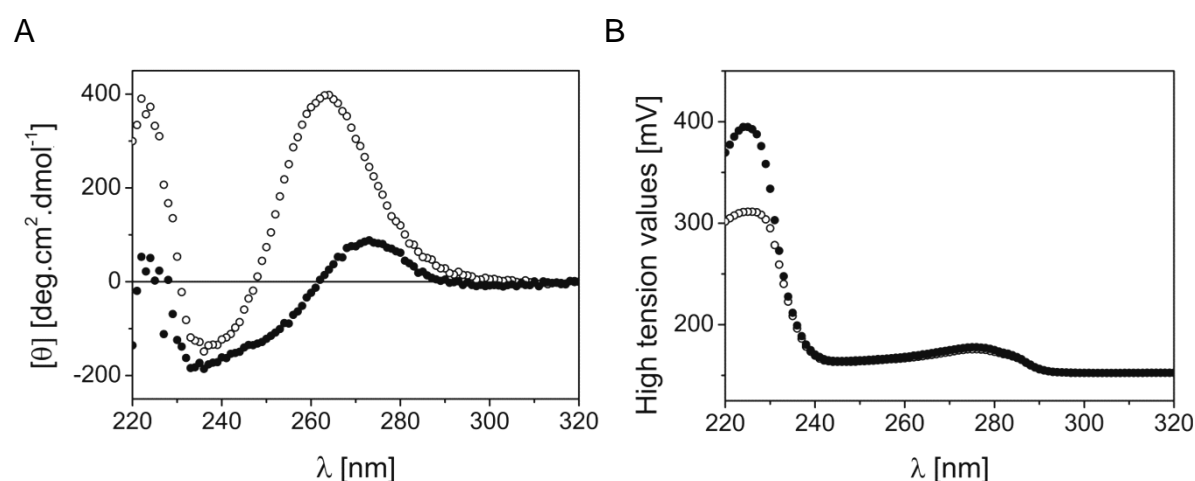 A
B
[θ] [deg.cm².dmol⁻¹]
400
200
0
-200
220 240 260 280 300 320
λ [nm]
High tension values [mV]
400
300
200
220 240 260 280 300 320
λ [nm]